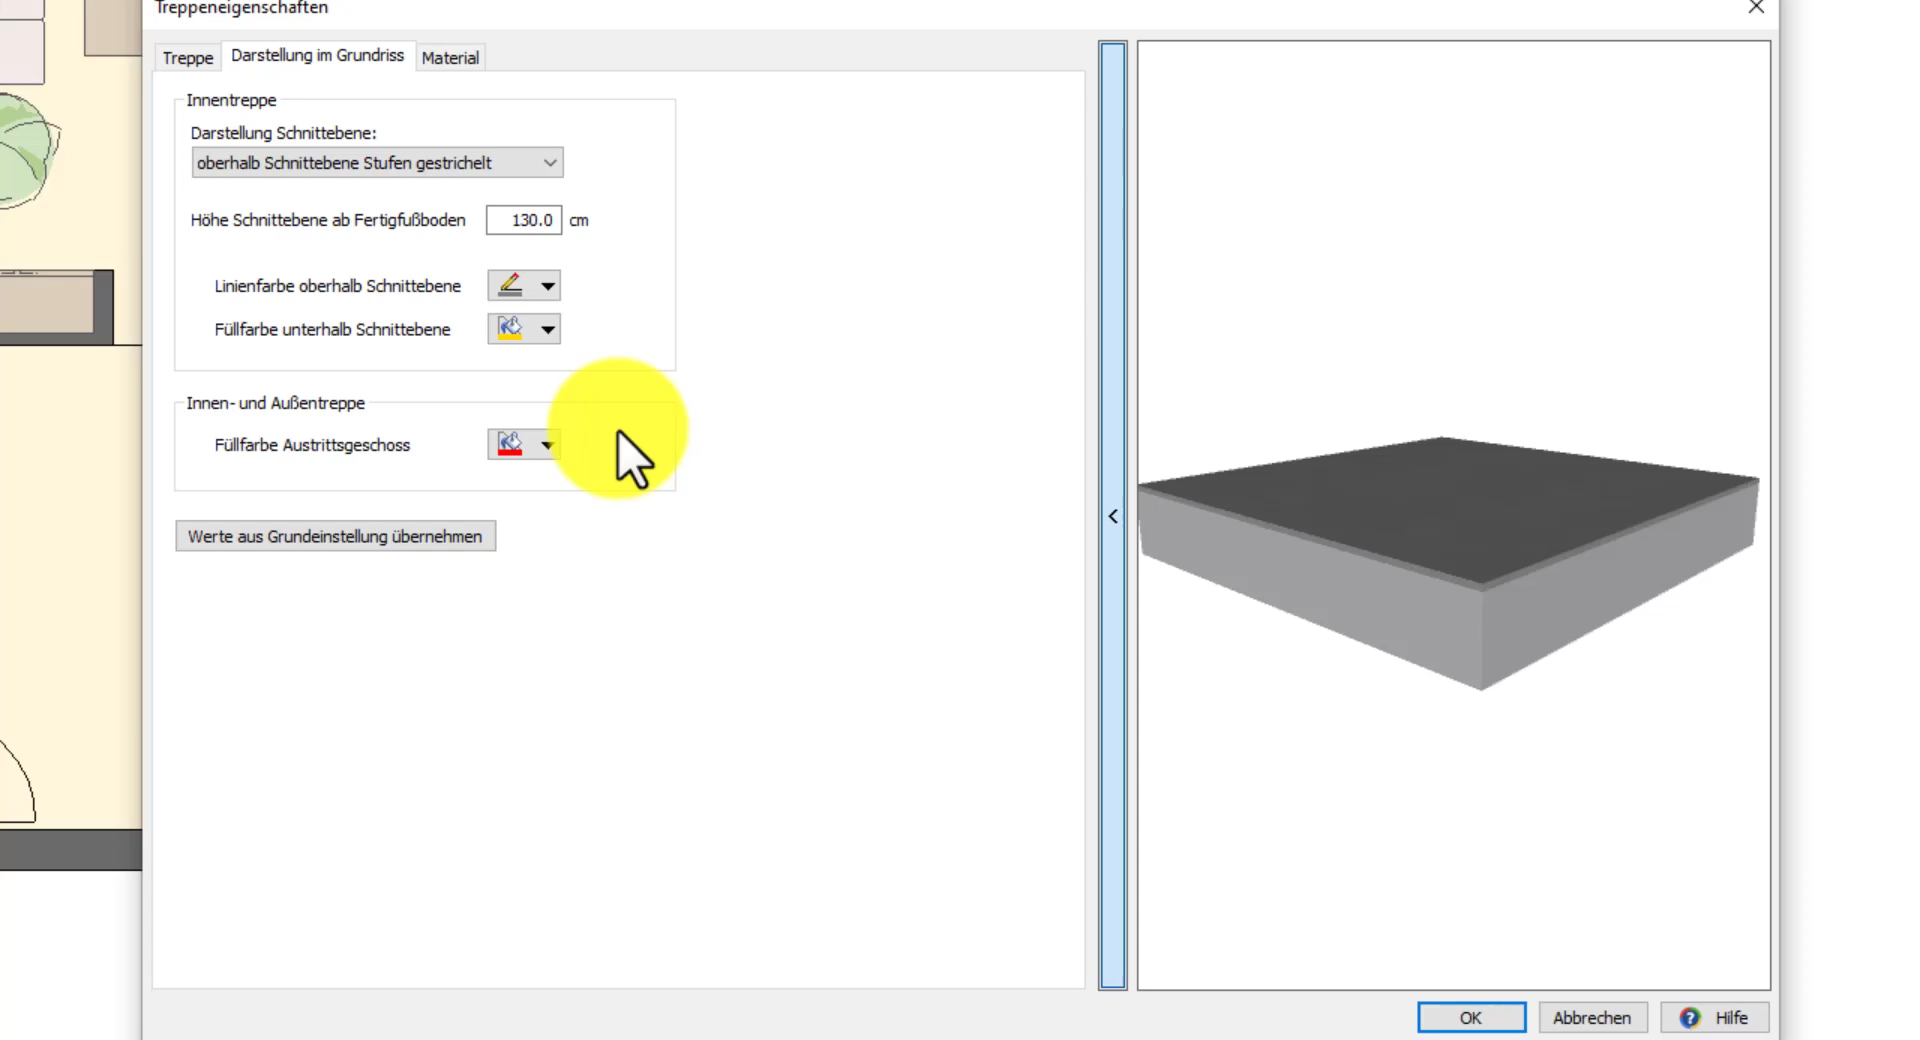 Treppeneigenschaften
Treppe
Darstellung im Grundriss
Material
Innentreppe
Darstellung Schnittebene:
oberhalb Schnittebene Stufen gestrichelt
Höhe Schnittebene ab Fertigfußboden 130.0 cm
Linienfarbe oberhalb Schnittebene
Füllfarbe unterhalb Schnittebene
Innen- und Außentreppe
Füllfarbe Austrittsgeschoss
Werte aus Grundeinstellung übernehmen
OK
Abbrechen
Hilfe